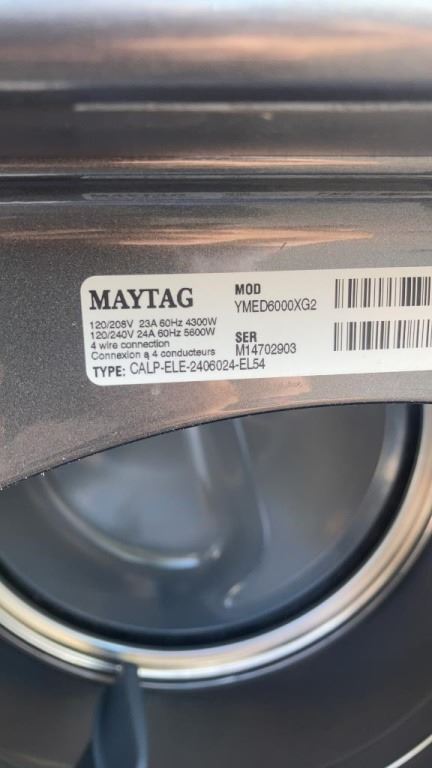 MAYTAG
120/208V 23A 60Hz 4300W
120/240V 24A 60Hz 5600W
4 wire connection
Connexion a 4 conducteurs
TYPE: CALP-ELE-2406024-EL54
MOD
YMED6000XG2
SER
M14702903